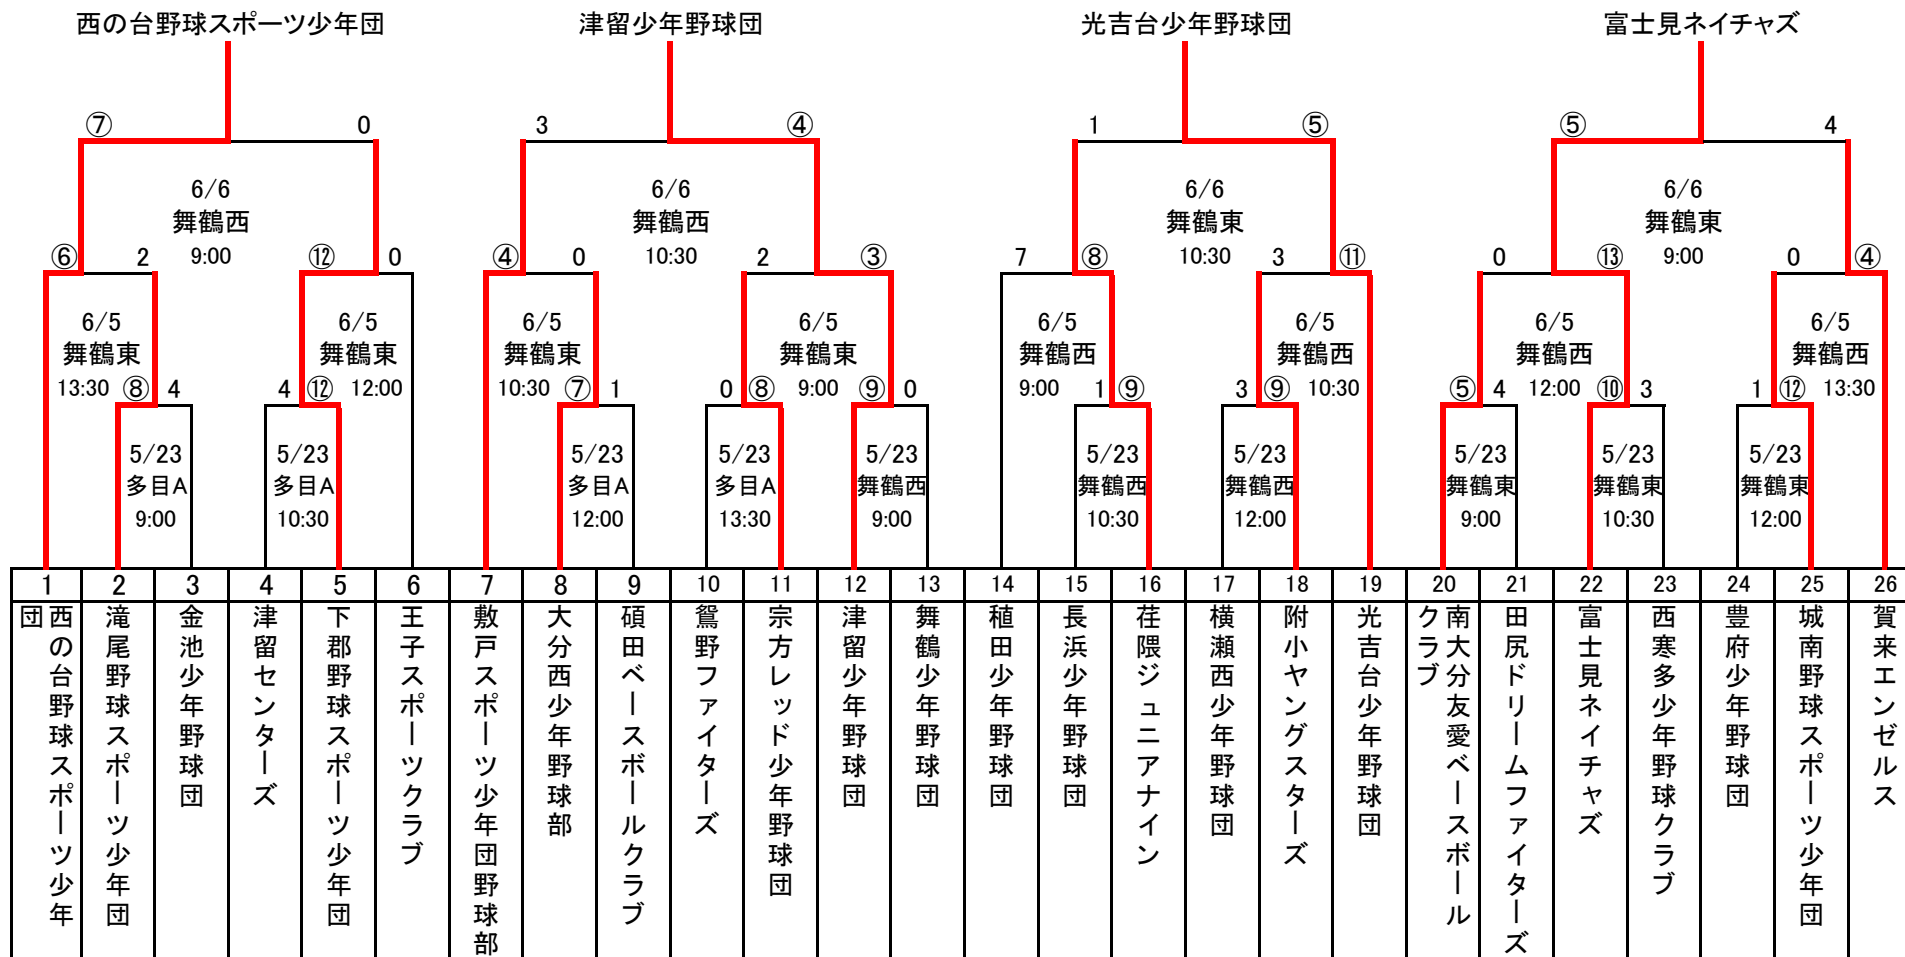 西の台野球スポーツ少年団 津留少年野球団 光吉台少年野球団 富士見ネイチャズ
⑦ 0 3 ④ 1 ⑤ ⑤ 4
6/6 6/6 6/6 6/6
舞鶴西 舞鶴西 舞鶴東 舞鶴東
9:00 10:30 10:30 9:00
⑥ 2 ⑫ 0 ④ 0 2 ③ 7 ⑧ 3 ⑪ 0 ⑬ 0 ④
6/5 6/5 6/5 6/5 6/5 6/5 6/5 6/5
舞鶴東 舞鶴東 舞鶴東 舞鶴東 舞鶴西 舞鶴西 舞鶴西 舞鶴西
13:30 12:00 10:30 9:00 9:00 10:30 12:00 13:30
⑧ 4 4 ⑫ ⑦ 1 0 ⑧ ⑨ 0 1 ⑨ 3 ⑨ ⑤ 4 ⑩ 3 1 ⑫
5/23 5/23 5/23 5/23 5/23 5/23 5/23 5/23 5/23 5/23
多目A 多目A 多目A 多目A 舞鶴西 舞鶴西 舞鶴西 舞鶴東 舞鶴東 舞鶴東
9:00 10:30 12:00 13:30 9:00 10:30 12:00 9:00 10:30 12:00
1 2 3 4 5 6 7 8 9 10 11 12 13 14 15 16 17 18 19 20 21 22 23 24 25 26
西の台野球スポーツ少年団
滝尾野球スポーツ少年団
金池少年野球団
津留センターズ
下郡野球スポーツ少年団
王子スポーツクラブ
敷戸スポーツ少年団野球部
大分西少年野球部
碩田ベースボールクラブ
鴛野ファイターズ
宗方レッド少年野球団
津留少年野球団
舞鶴少年野球団
稙田少年野球団
長浜少年野球団
荏隈ジュニアナイン
横瀬西少年野球団
附小ヤングスターズ
光吉台少年野球団
南大分友愛ベースボールクラブ
田尻ドリームファイターズ
富士見ネイチャズ
西寒多少年野球クラブ
豊府少年野球団
城南野球スポーツ少年団
賀来エンゼルス